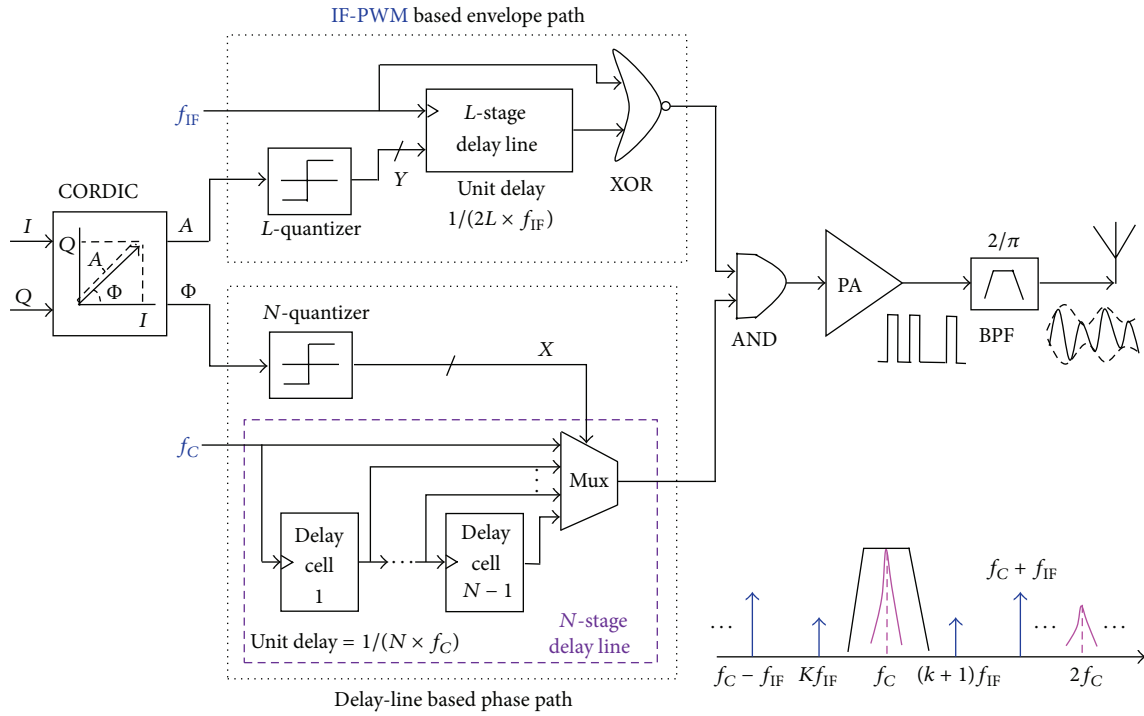 IF-PWM based envelope path
f_IF
L-stage
delay line
Y
Unit delay
1/(2L × f_IF)
L-quantizer
XOR
CORDIC
I
Q
Q
A
Φ
I
A
Φ
N-quantizer
X
f_C
Mux
Delay
cell
1
Delay
cell
N − 1
Unit delay = 1/(N × f_C)
N-stage
delay line
Delay-line based phase path
AND
PA
2/π
BPF
f_C + f_IF
f_C − f_IF
Kf_IF
f_C
(k + 1)f_IF
2f_C